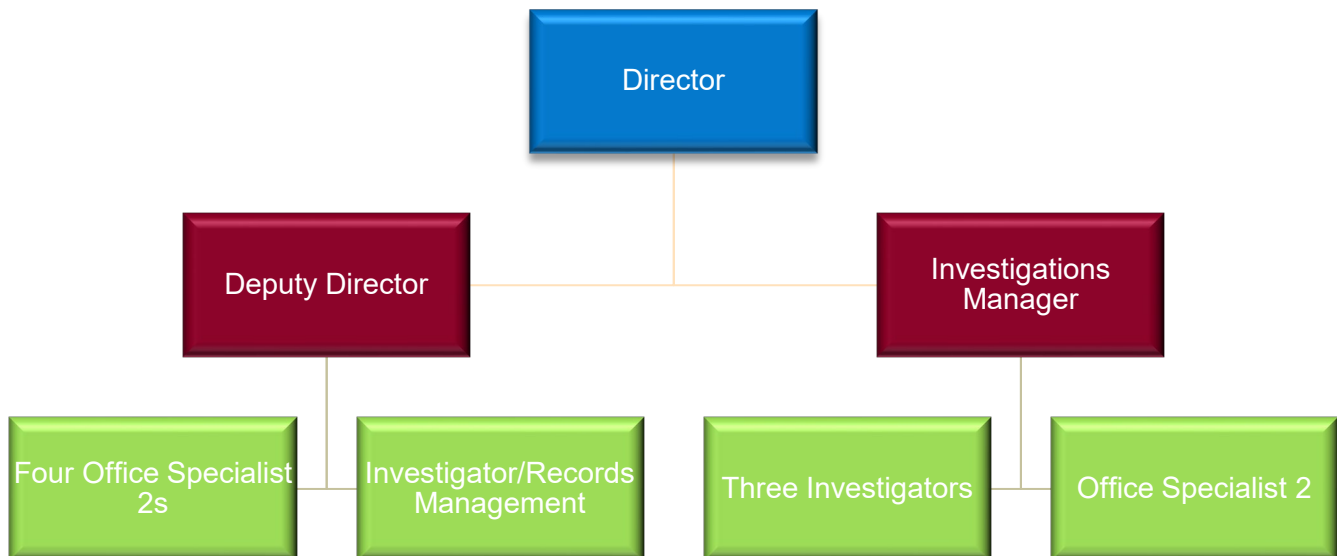 Director
Deputy Director
Investigations
Manager
Four Office Specialist
2s
Investigator/Records
Management
Three Investigators
Office Specialist 2